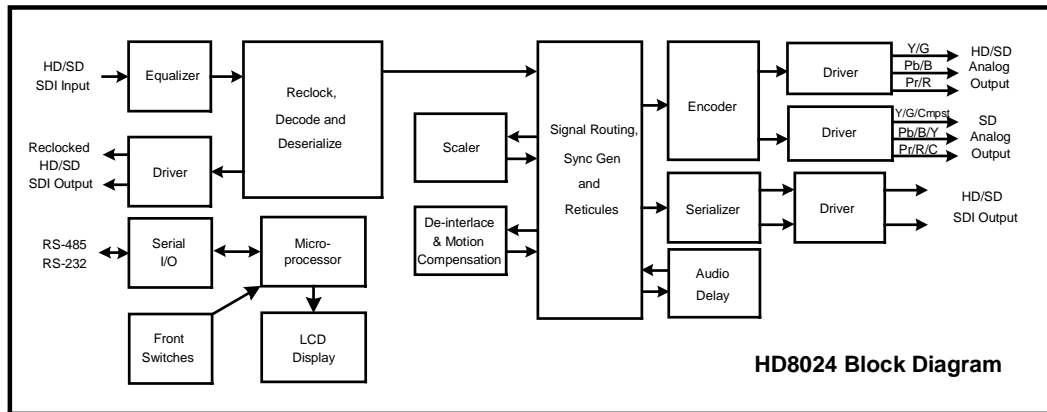 HD/SD
SDI Input
Equalizer
Reclock,
Decode and
Deserialize
Reclocked
HD/SD
SDI Output
Driver
RS-485
RS-232
Serial
I/O
Micro-
processor
Front
Switches
LCD
Display
Scaler
De-interlace
& Motion
Compensation
Signal Routing,
Sync Gen
and
Reticules
Encoder
Driver
Y/G
Pb/B
Pr/R
HD/SD
Analog
Output
Driver
Y/G/Cmpst
Pb/B/Y
Pr/R/C
SD
Analog
Output
Serializer
Driver
HD/SD
SDI Output
Audio
Delay
HD8024 Block Diagram